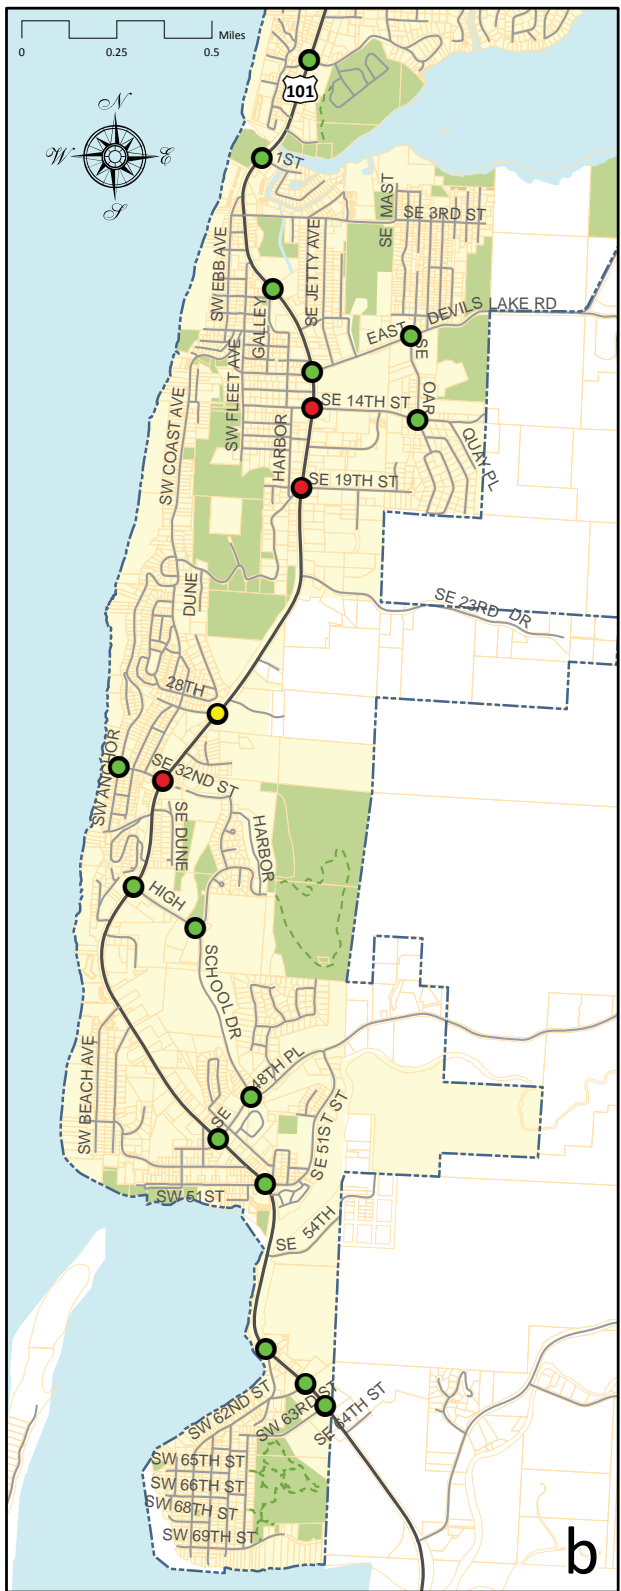 0 0.25 0.5 Miles
101
N
W E
S
1ST
SE MAST
SE 3RD ST
SW EBB AVE
SE JETTY AVE
GALLEY
EAST DEVILS LAKE RD
SE OAR
SW FLEET AVE
SE 14TH ST
SW COAST AVE
HARBOR
QUAY PL
SE 19TH ST
DUNE
SE 23RD DR
28TH
SW ANCHOR
SE 32ND ST
SE DUNE
HARBOR
HIGH SCHOOL DR
SW BEACH AVE
SE 48TH PL
SE 51ST ST
SW 51ST
SE 54TH
SW 62ND ST
SW 63RD ST
SE 64TH ST
SW 65TH ST
SW 66TH ST
SW 68TH ST
SW 69TH ST
b